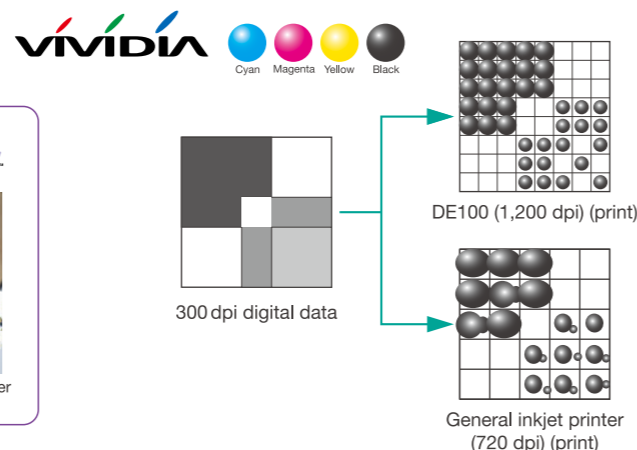 VIVIDIA
Cyan Magenta Yellow Black
DE100 (1,200 dpi) (print)
300 dpi digital data
er
General inkjet printer
(720 dpi) (print)